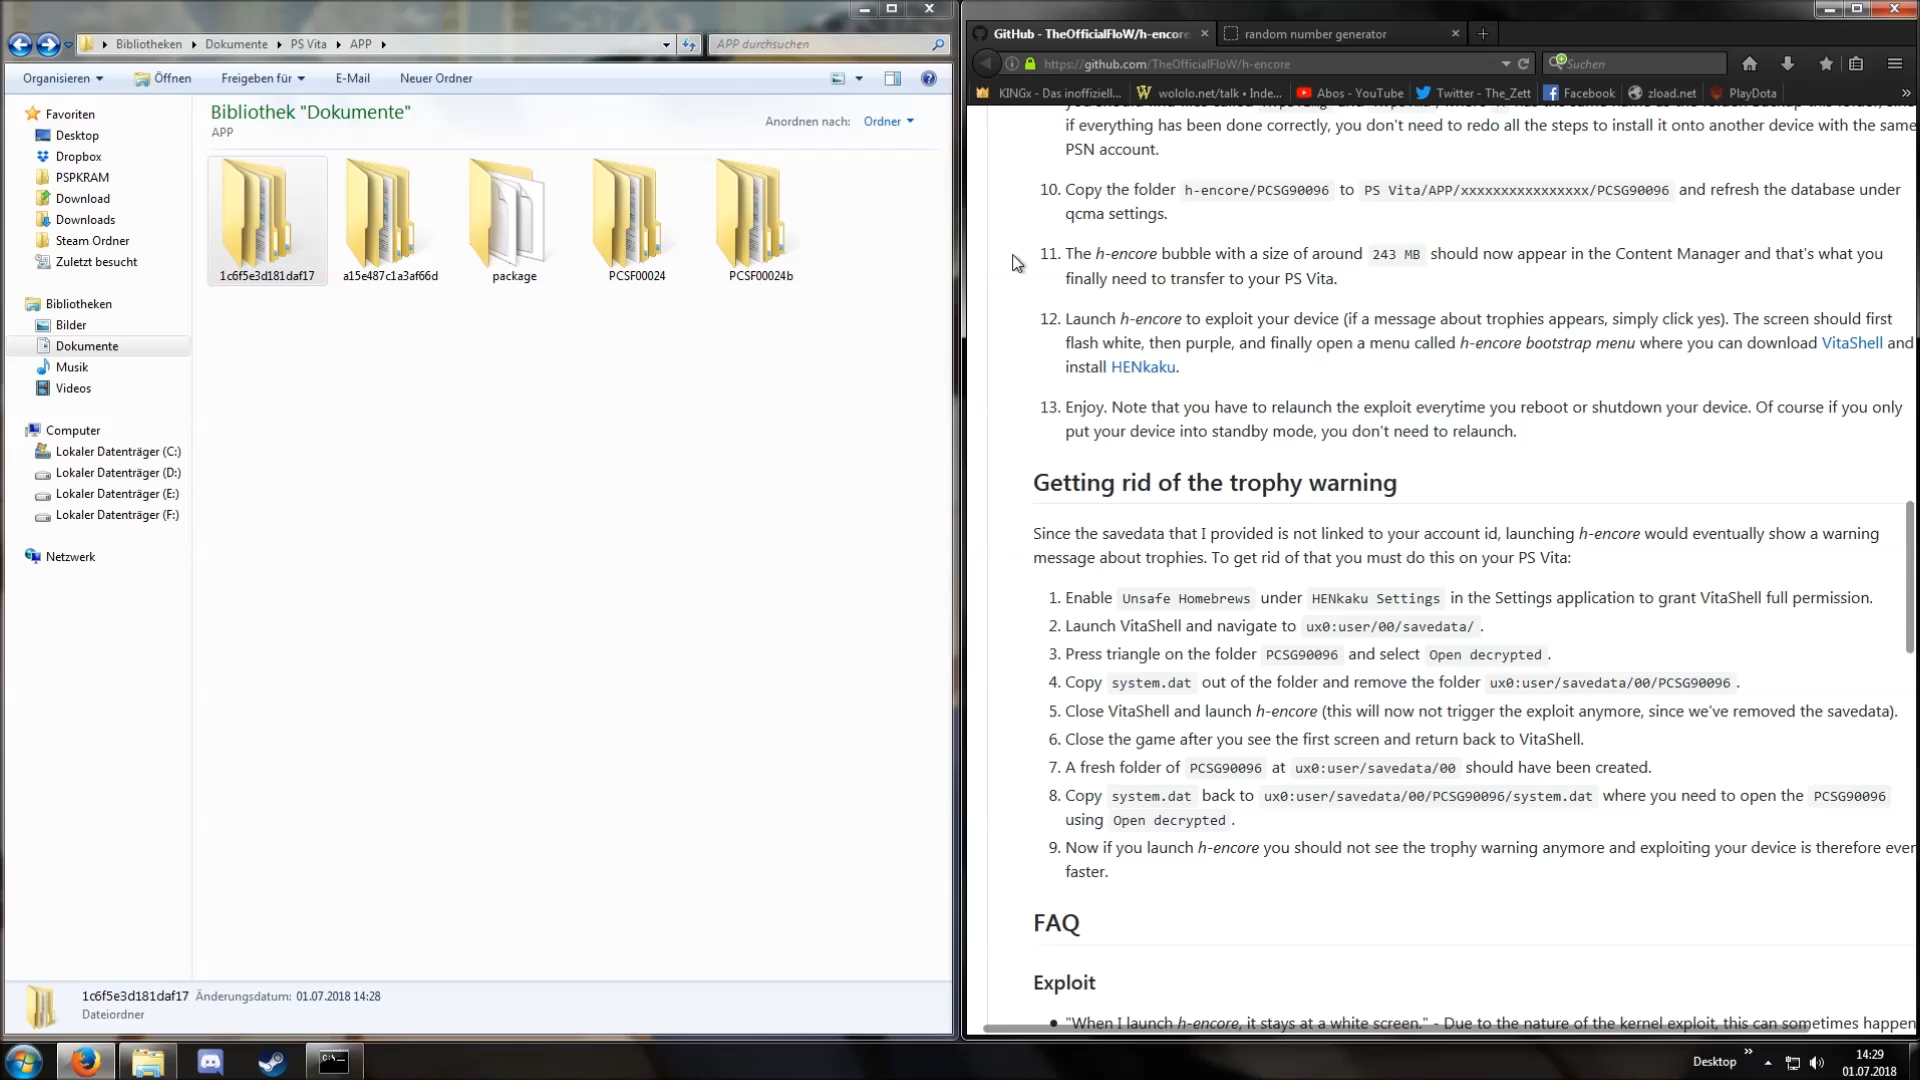 Bibliotheken Dokumente PS Vita APP
APP durchsuchen
Organisieren Öffnen Freigeben für E-Mail Neuer Ordner
Favoriten
Desktop
Dropbox
PSPKRAM
Download
Downloads
Steam Ordner
Zuletzt besucht
Bibliotheken
Bilder
Dokumente
Musik
Videos
Computer
Lokaler Datenträger (C:)
Lokaler Datenträger (D:)
Lokaler Datenträger (E:)
Lokaler Datenträger (F:)
Netzwerk
Bibliothek "Dokumente"
APP
Anordnen nach: Ordner
1c6f5e3d181daf17
a15e487c1a3af66d
package
PCSF00024
PCSF00024b
1c6f5e3d181daf17 Änderungsdatum: 01.07.2018 14:28
Dateiordner
GitHub - TheOfficialFloW/h-encore
random number generator
https://github.com/TheOfficialFloW/h-encore
Suchen
KINGx - Das inoffiziell... wololo.net/talk • Inde... Abos - YouTube Twitter - The_Zett Facebook zload.net PlayDota
if everything has been done correctly, you don't need to redo all the steps to install it onto another device with the same
PSN account.
10. Copy the folder h-encore/PCSG90096 to PS Vita/APP/xxxxxxxxxxxxxxxx/PCSG90096 and refresh the database under
qcma settings.
11. The h-encore bubble with a size of around 243 MB should now appear in the Content Manager and that's what you
finally need to transfer to your PS Vita.
12. Launch h-encore to exploit your device (if a message about trophies appears, simply click yes). The screen should first
flash white, then purple, and finally open a menu called h-encore bootstrap menu where you can download VitaShell and
install HENkaku.
13. Enjoy. Note that you have to relaunch the exploit everytime you reboot or shutdown your device. Of course if you only
put your device into standby mode, you don't need to relaunch.
Getting rid of the trophy warning
Since the savedata that I provided is not linked to your account id, launching h-encore would eventually show a warning
message about trophies. To get rid of that you must do this on your PS Vita:
1. Enable Unsafe Homebrews under HENkaku Settings in the Settings application to grant VitaShell full permission.
2. Launch VitaShell and navigate to ux0:user/00/savedata/ .
3. Press triangle on the folder PCSG90096 and select Open decrypted .
4. Copy system.dat out of the folder and remove the folder ux0:user/savedata/00/PCSG90096 .
5. Close VitaShell and launch h-encore (this will now not trigger the exploit anymore, since we've removed the savedata).
6. Close the game after you see the first screen and return back to VitaShell.
7. A fresh folder of PCSG90096 at ux0:user/savedata/00 should have been created.
8. Copy system.dat back to ux0:user/savedata/00/PCSG90096/system.dat where you need to open the PCSG90096
using Open decrypted .
9. Now if you launch h-encore you should not see the trophy warning anymore and exploiting your device is therefore ever
faster.
FAQ
Exploit
• "When I launch h-encore, it stays at a white screen." - Due to the nature of the kernel exploit, this can sometimes happen
Desktop
14:29
01.07.2018